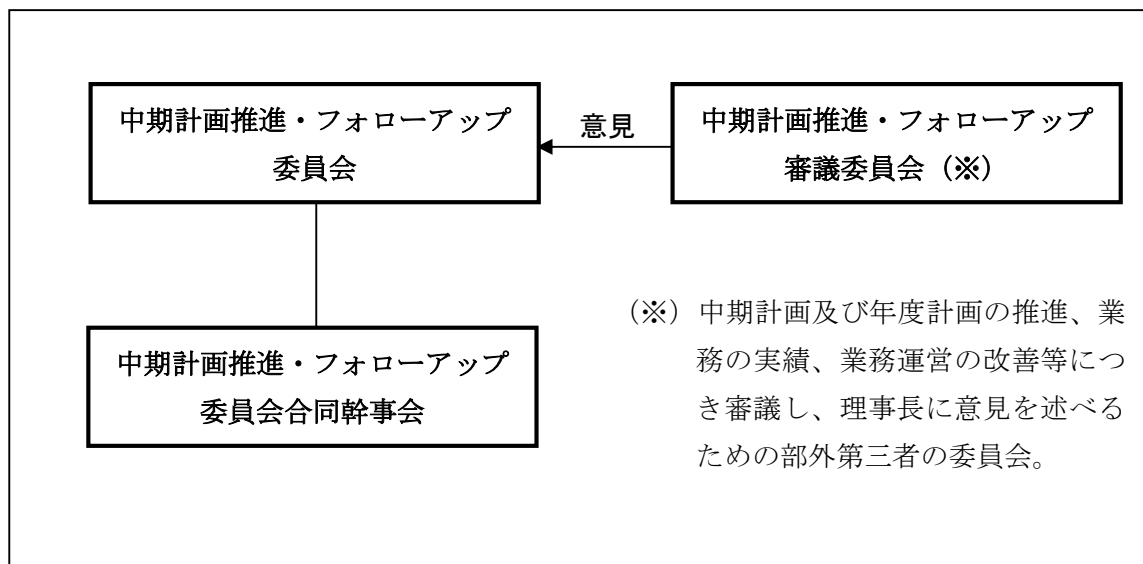 中期計画推進・フォローアップ
委員会
意見
中期計画推進・フォローアップ
審議委員会（※）
中期計画推進・フォローアップ
委員会合同幹事会
（※）中期計画及び年度計画の推進、業
務の実績、業務運営の改善等につ
き審議し、理事長に意見を述べる
ための部外第三者の委員会。